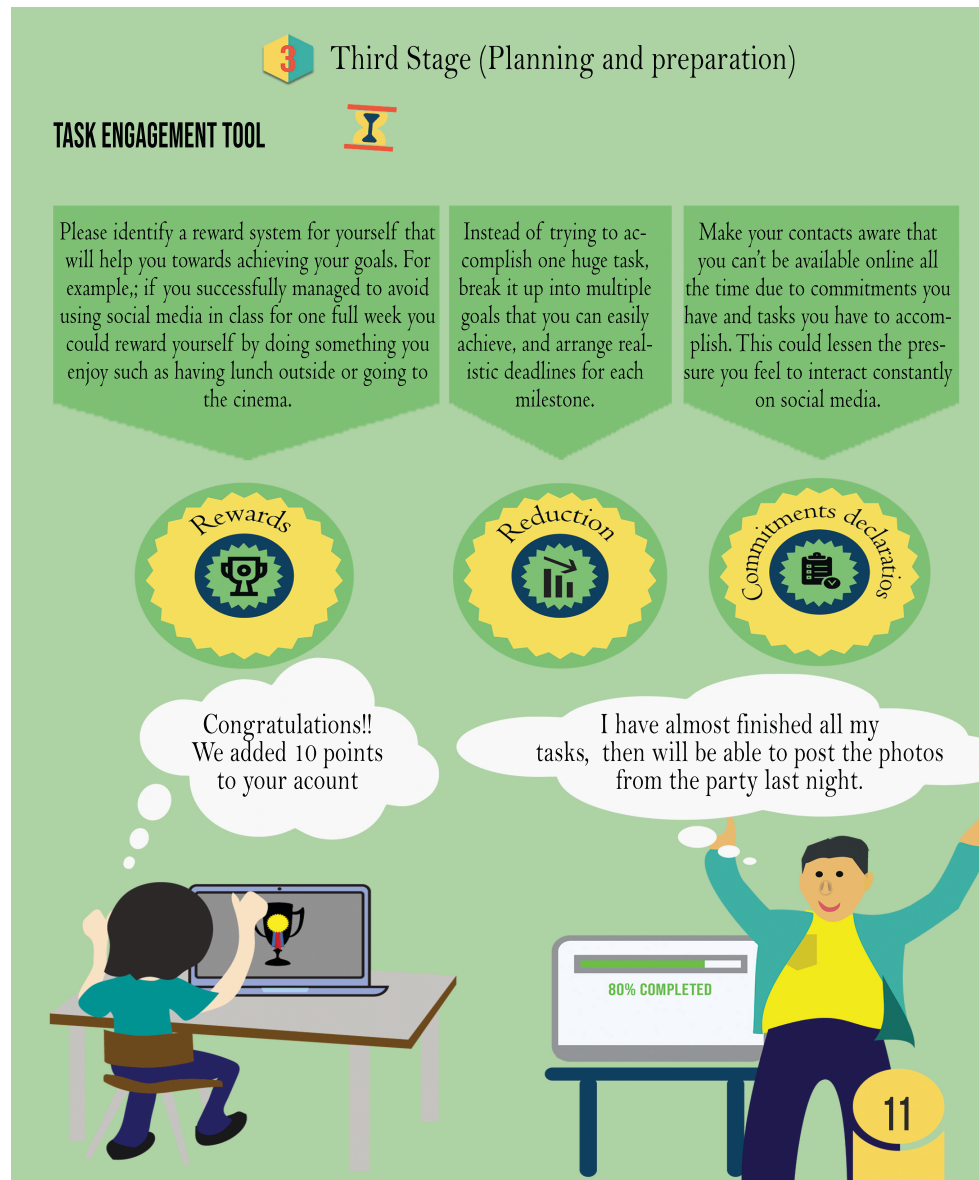 3 Third Stage (Planning and preparation)
TASK ENGAGEMENT TOOL
Please identify a reward system for yourself that
will help you towards achieving your goals. For
example,; if you successfully managed to avoid
using social media in class for one full week you
could reward yourself by doing something you
enjoy such as having lunch outside or going to
the cinema.
Instead of trying to ac-
complish one huge task,
break it up into multiple
goals that you can easily
achieve, and arrange real-
istic deadlines for each
milestone.
Make your contacts aware that
you can't be available online all
the time due to commitments you
have and tasks you have to accom-
plish. This could lessen the pres-
sure you feel to interact constantly
on social media.
Rewards
Reduction
Commitments declaratios
Congratulations!!
We added 10 points
to your acount
I have almost finished all my
tasks, then will be able to post the photos
from the party last night.
80% COMPLETED
11